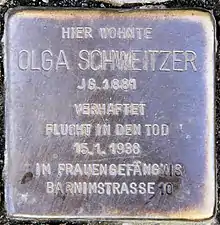 HIER WOHNTE
OLGA SCHWEITZER
JG. 1881
VERHAFTET
FLUCHT IN DEN TOD
15.1.1938
IM FRAUENGEFÄNGNIS
BARNIMSTRASSE 10